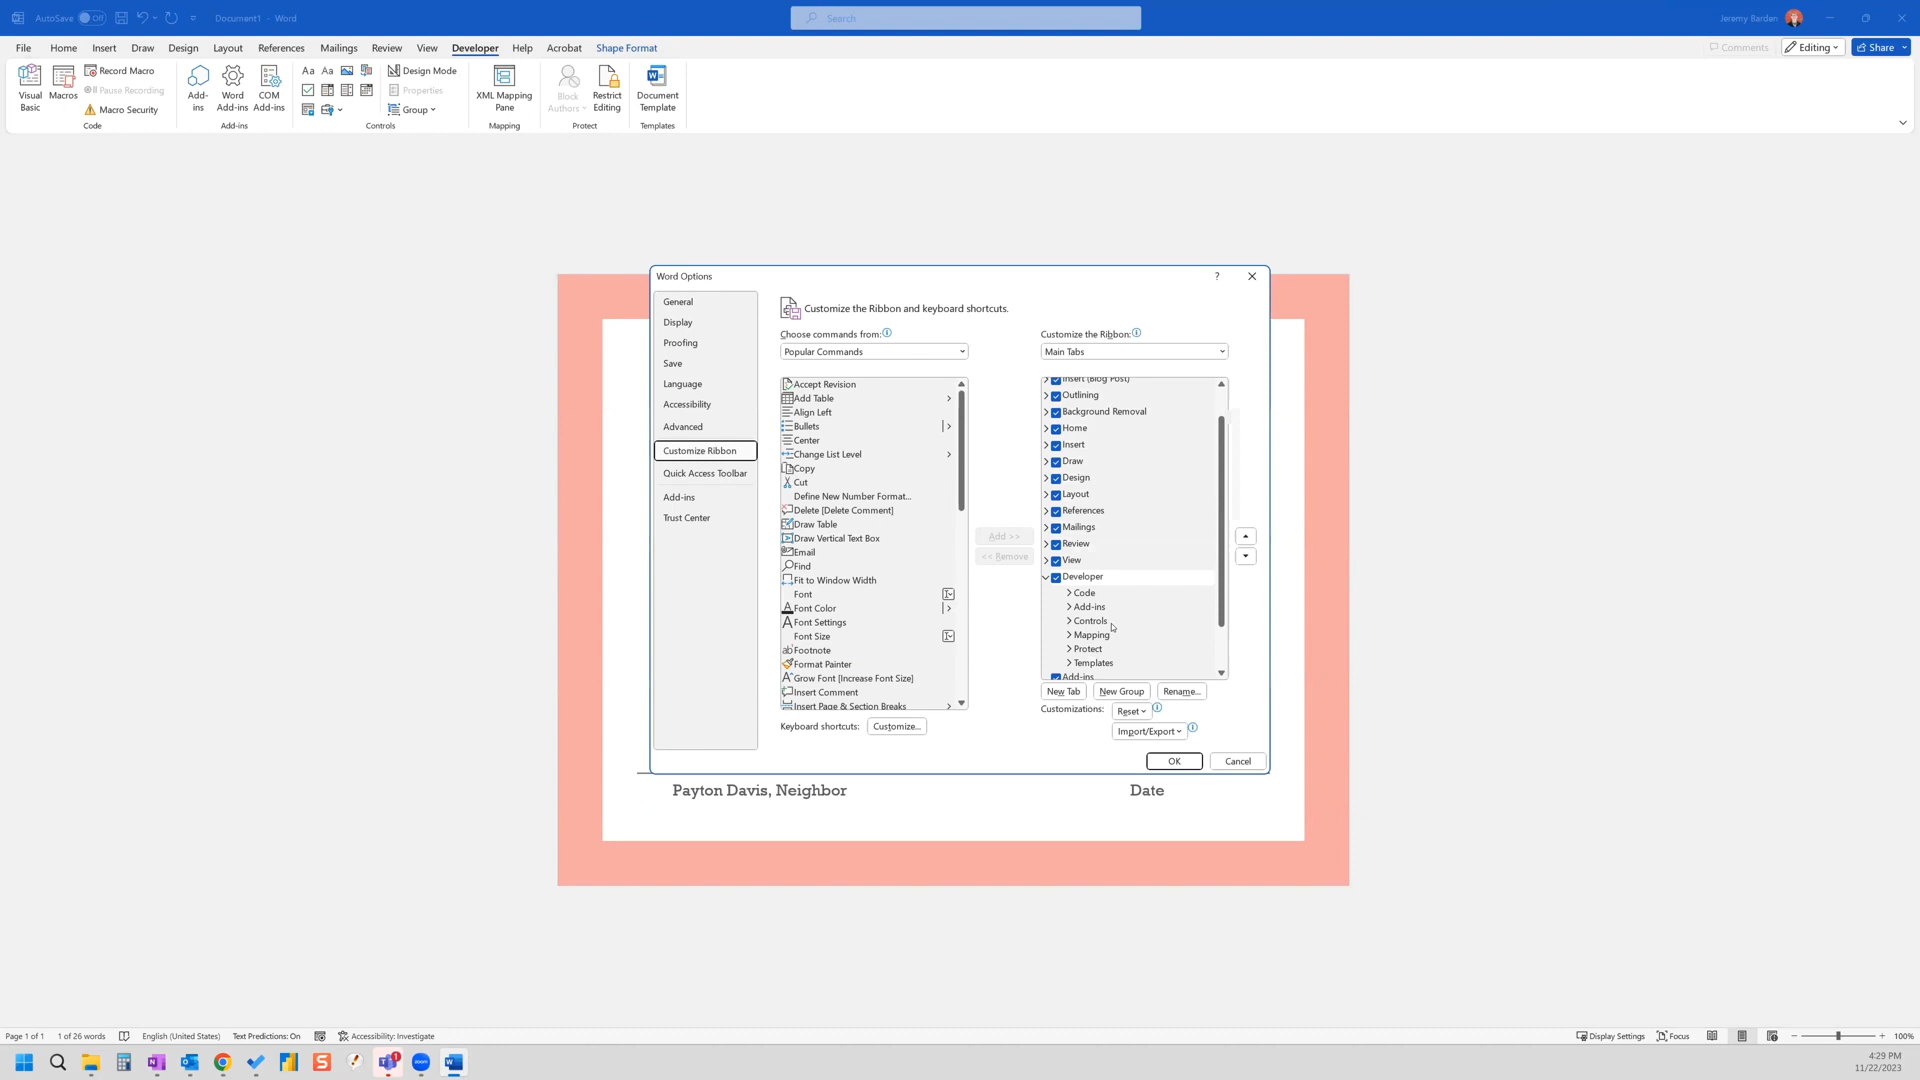 AutoSave Off Document1 - Word Search Jeremy Barden
File Home Insert Draw Design Layout References Mailings Review View Developer Help Acrobat Shape Format Comments Editing Share
Visual Basic
Macros
Record Macro
Pause Recording
Macro Security
Code
Add-ins
Word Add-ins
COM Add-ins
Add-ins
Aa Aa
Design Mode
Properties
Group
Controls
XML Mapping Pane
Mapping
Block Authors
Restrict Editing
Protect
Document Template
Templates
Word Options ?
General
Display
Proofing
Save
Language
Accessibility
Advanced
Customize Ribbon
Quick Access Toolbar
Add-ins
Trust Center
Customize the Ribbon and keyboard shortcuts.
Choose commands from:
Popular Commands
Accept Revision
Add Table
Align Left
Bullets
Center
Change List Level
Copy
Cut
Define New Number Format...
Delete [Delete Comment]
Draw Table
Draw Vertical Text Box
Email
Find
Fit to Window Width
Font
Font Color
Font Settings
Font Size
Footnote
Format Painter
Grow Font [Increase Font Size]
Insert Comment
Insert Page & Section Breaks
Keyboard shortcuts: Customize...
Add >>
<< Remove
Customize the Ribbon:
Main Tabs
Insert (Blog Post)
Outlining
Background Removal
Home
Insert
Draw
Design
Layout
References
Mailings
Review
View
Developer
Code
Add-ins
Controls
Mapping
Protect
Templates
Add-ins
New Tab New Group Rename...
Customizations: Reset
Import/Export
OK Cancel
Payton Davis, Neighbor Date
Page 1 of 1 1 of 26 words English (United States) Text Predictions: On Accessibility: Investigate Display Settings Focus 100%
4:29 PM
11/22/2023